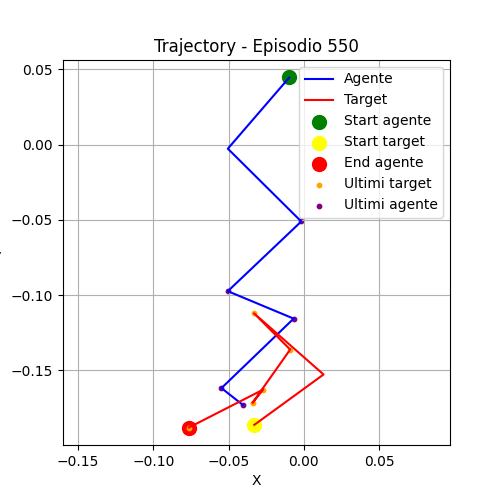 Trajectory - Episodio 550
0.05
0.00
−0.05
−0.10
−0.15
Agente
Target
Start agente
Start target
End agente
Ultimi target
Ultimi agente
−0.15
−0.10
−0.05
0.00
0.05
X